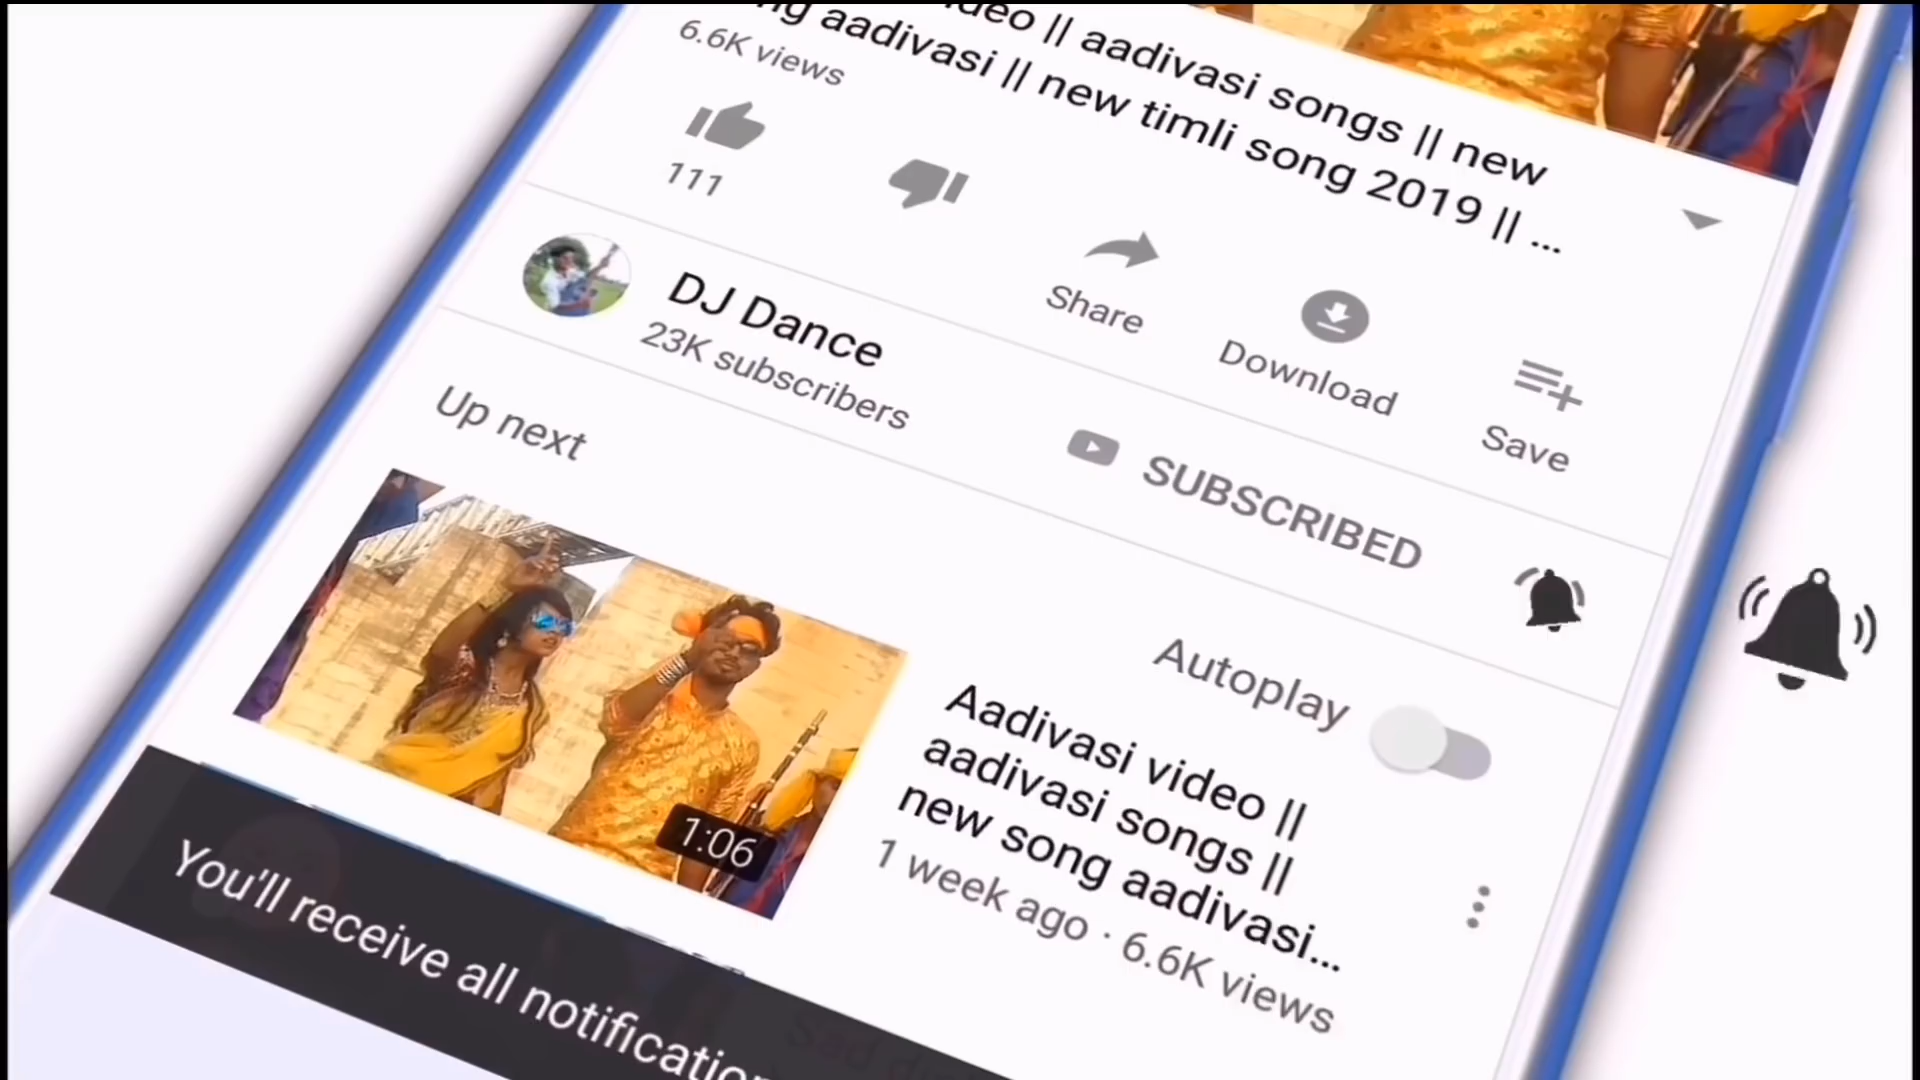 video || aadivasi songs || new
aadivasi || new timli song 2019 || ...
6.6K views
111
Share
Download
Save
DJ Dance
23K subscribers
SUBSCRIBED
Up next
Autoplay
1:06
Aadivasi video ||
aadivasi songs ||
new song aadivasi...
1 week ago · 6.6K views
You'll receive all